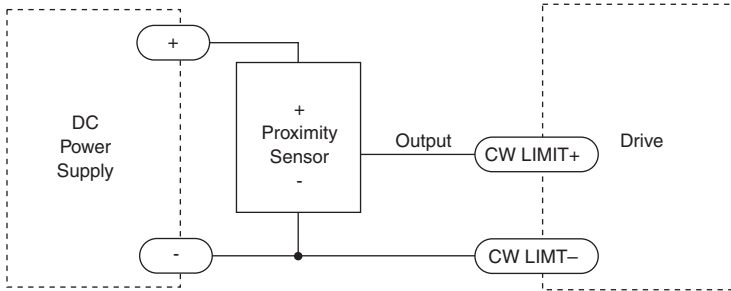 +
DC
Power
Supply
+
Proximity
Sensor
-
Output
CW LIMIT+
Drive
-
CW LIMT–